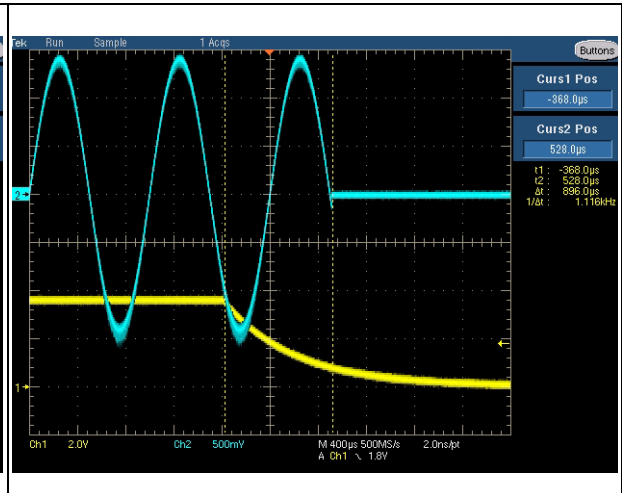 Tek Run Sample 1 Acqs
Buttons
Curs1 Pos
-368.0µs
Curs2 Pos
528.0µs
t1: -368.0µs
t2: 528.0µs
Δt: 896.0µs
1/Δt: 1.116kHz
2
1
Ch1 2.0V Ch2 500mV M 400µs 500MS/s 2.0ns/pt
A Ch1 \ 1.8V